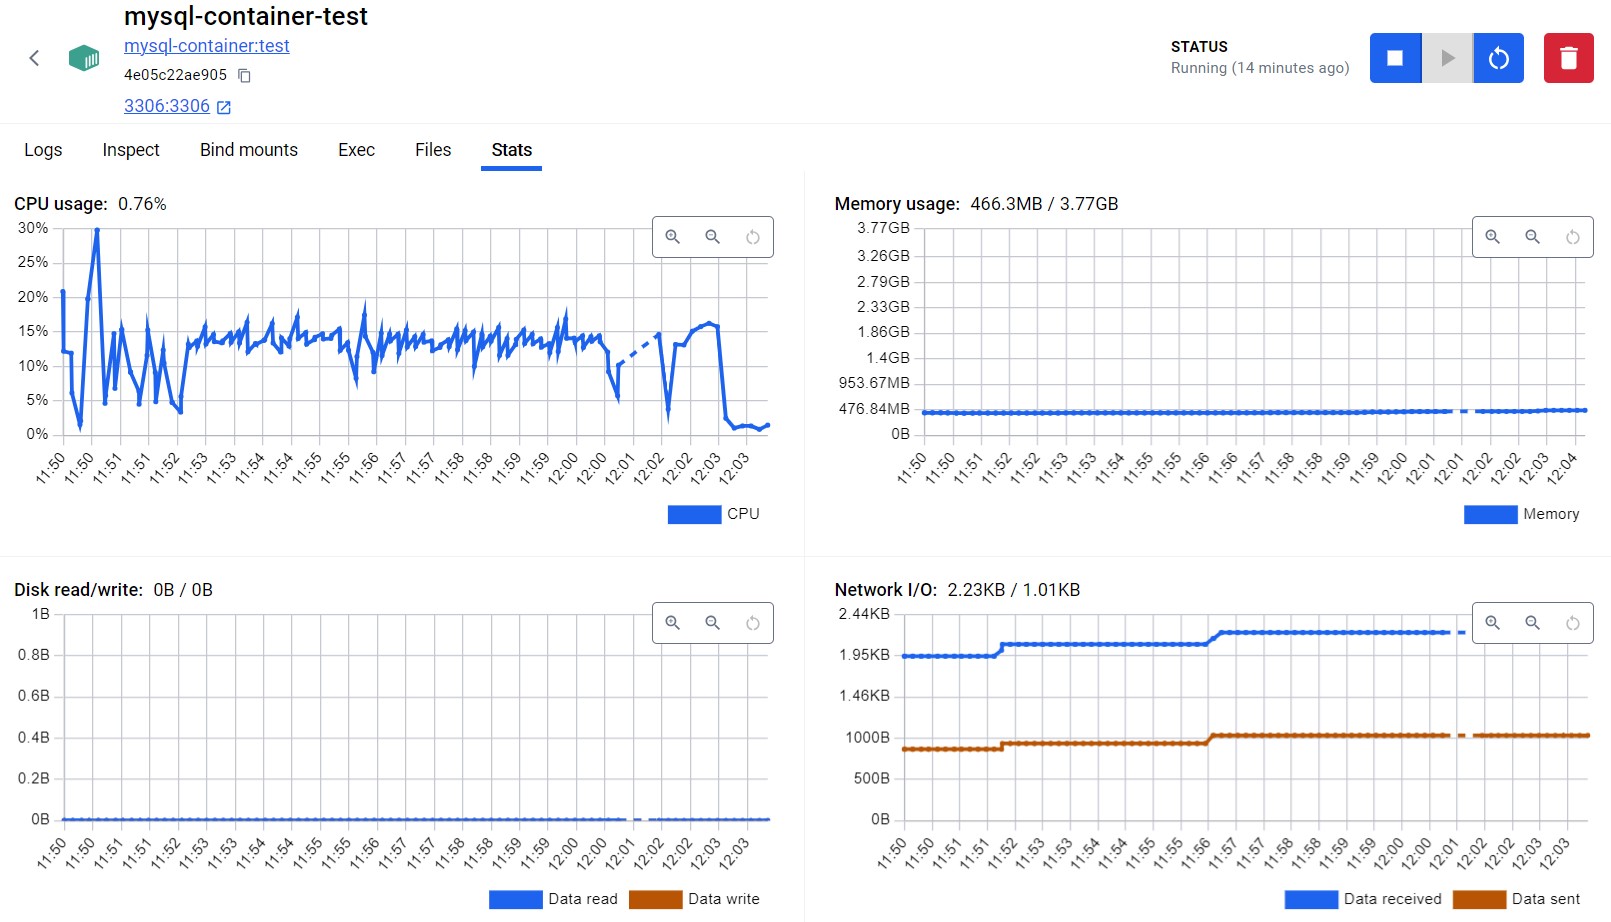 mysql-container-test
mysql-container:test
4e05c22ae905
3306:3306
STATUS
Running (14 minutes ago)
Logs Inspect Bind mounts Exec Files Stats
CPU usage: 0.76%
30%
25%
20%
15%
10%
5%
0%
11:50 11:50 11:51 11:51 11:52 11:53 11:53 11:54 11:54 11:55 11:55 11:56 11:57 11:57 11:58 11:58 11:59 11:59 12:00 12:00 12:01 12:02 12:02 12:03 12:03
CPU
Memory usage: 466.3MB / 3.77GB
3.77GB
3.26GB
2.79GB
2.33GB
1.86GB
1.4GB
953.67MB
476.84MB
0B
11:50 11:50 11:51 11:52 11:52 11:53 11:53 11:54 11:54 11:55 11:56 11:56 11:57 11:58 11:58 11:59 11:59 12:00 12:01 12:01 12:02 12:02 12:03 12:04
Memory
Disk read/write: 0B / 0B
1B
0.8B
0.6B
0.4B
0.2B
0B
11:50 11:50 11:51 11:51 11:52 11:53 11:53 11:54 11:54 11:55 11:55 11:56 11:57 11:57 11:58 11:58 11:59 11:59 12:00 12:00 12:01 12:02 12:02 12:03 12:03
Data read Data write
Network I/O: 2.23KB / 1.01KB
2.44KB
1.95KB
1.46KB
1000B
500B
0B
11:50 11:50 11:51 11:51 11:52 11:53 11:53 11:54 11:54 11:55 11:55 11:56 11:57 11:57 11:58 11:58 11:59 11:59 12:00 12:00 12:01 12:02 12:02 12:03 12:03
Data received Data sent